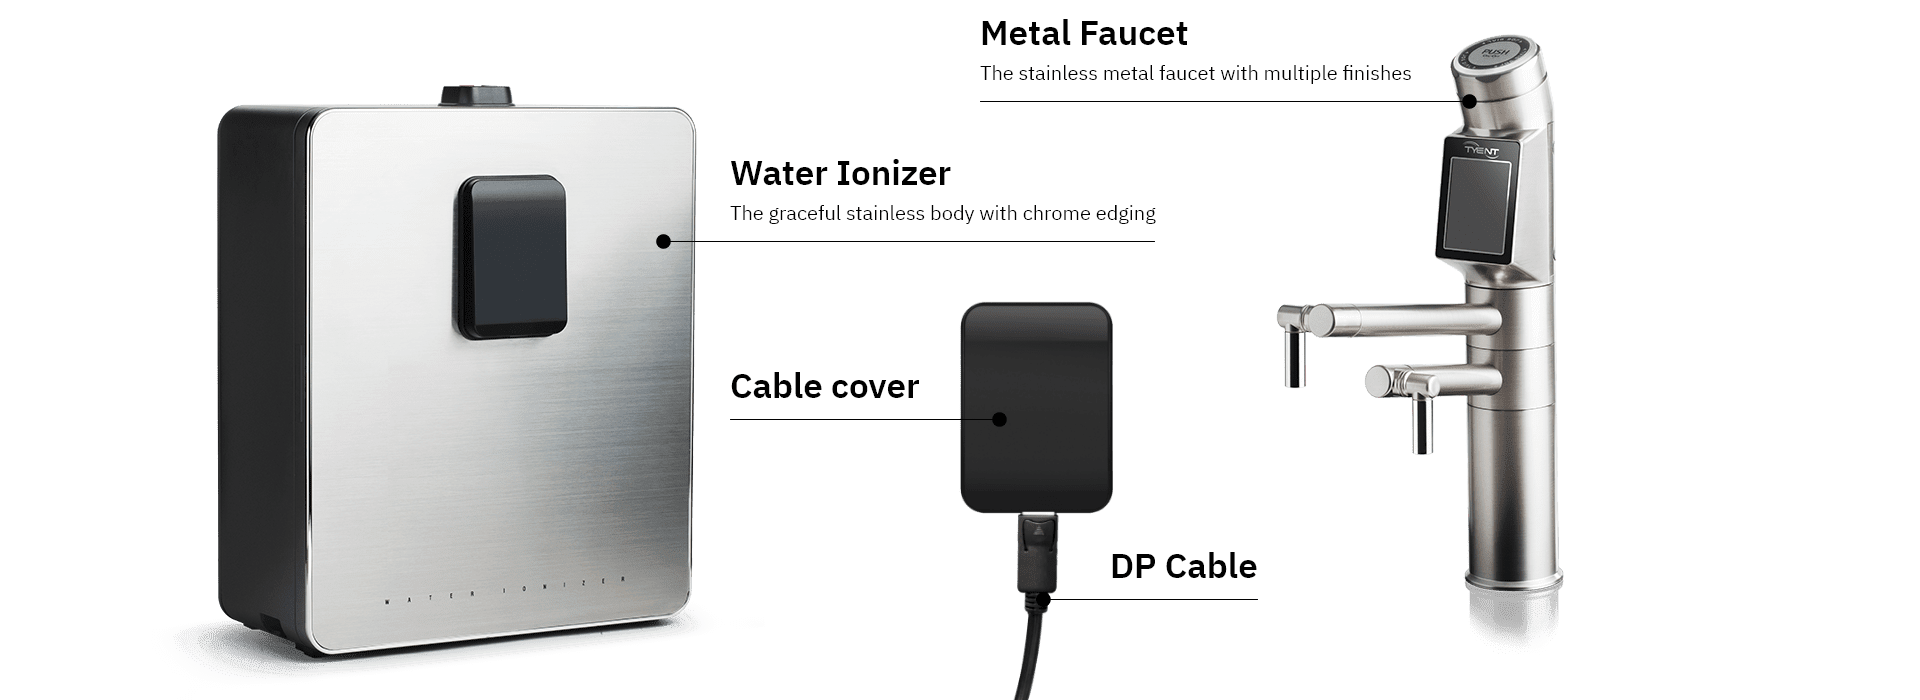 Metal Faucet
The stainless metal faucet with multiple finishes
PUSH
TYENT
Water Ionizer
The graceful stainless body with chrome edging
Cable cover
DP Cable
WATER IONIZER